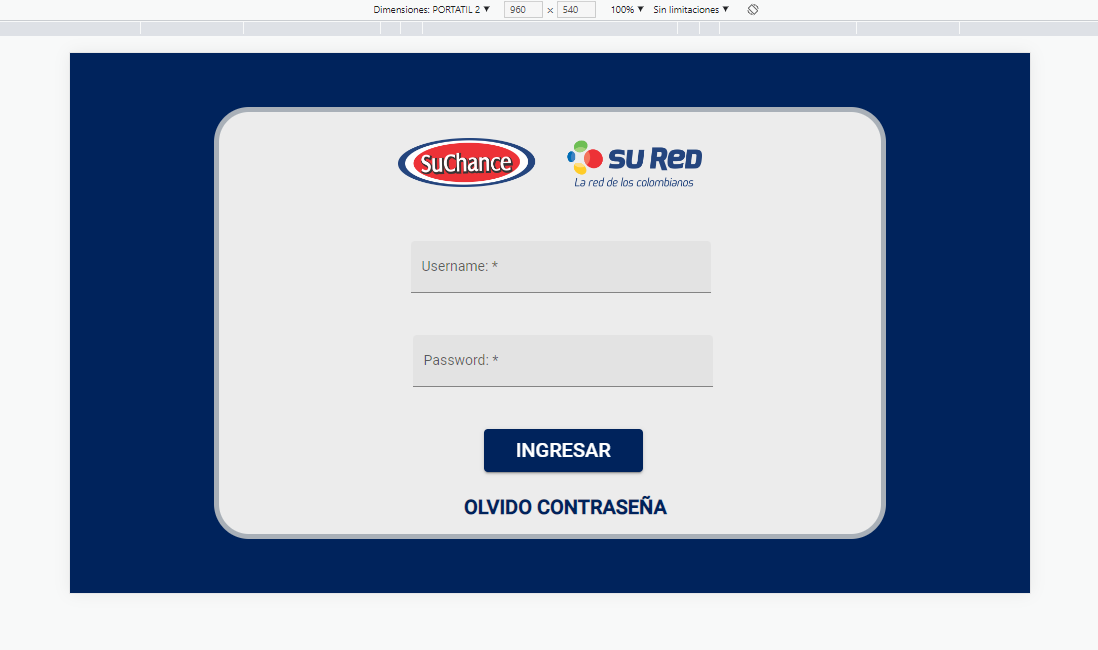 Dimensiones: PORTATIL 2 ▼ 960 × 540 100% ▼ Sin limitaciones ▼
SuChance
SU RED
La red de los colombianos
Username: *
Password: *
INGRESAR
OLVIDO CONTRASEÑA